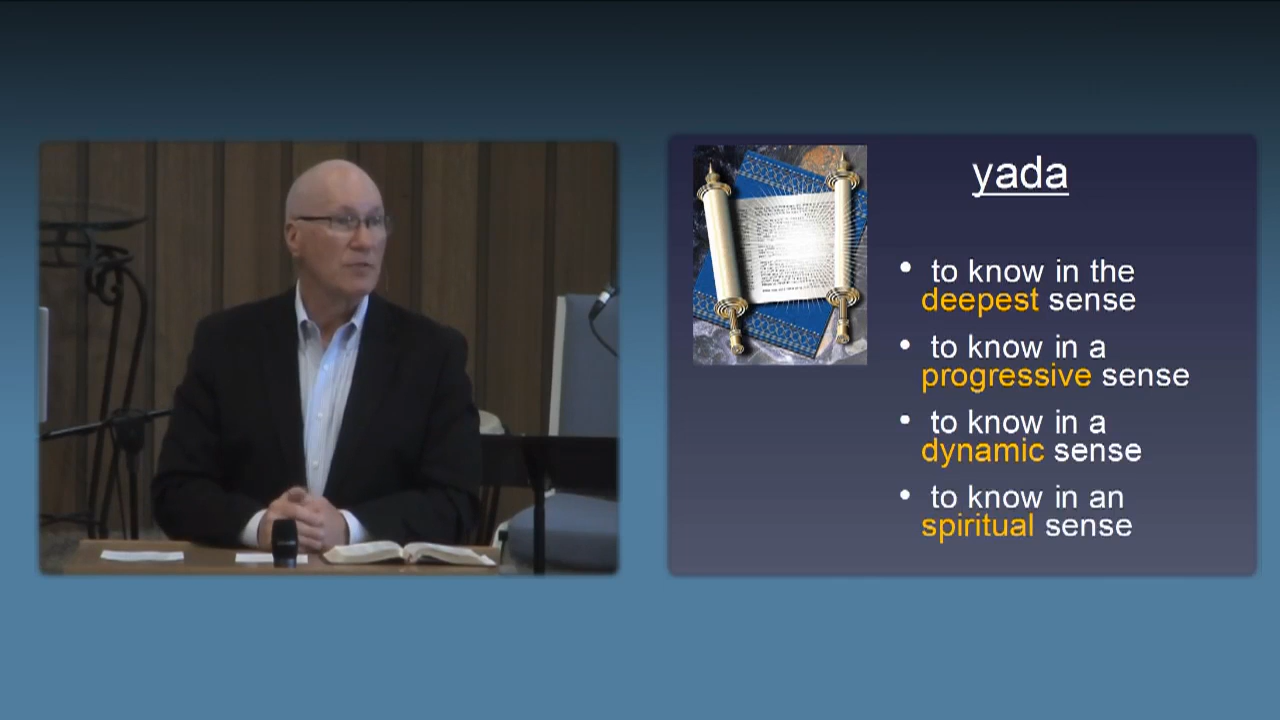 yada
• to know in the
deepest sense
• to know in a
progressive sense
• to know in a
dynamic sense
• to know in an
spiritual sense